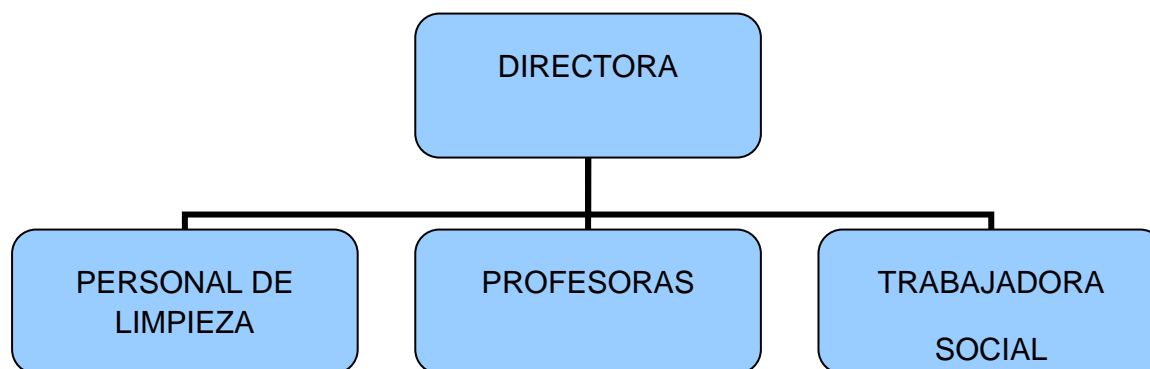 DIRECTORA
PERSONAL DE
LIMPIEZA
PROFESORAS
TRABAJADORA
SOCIAL